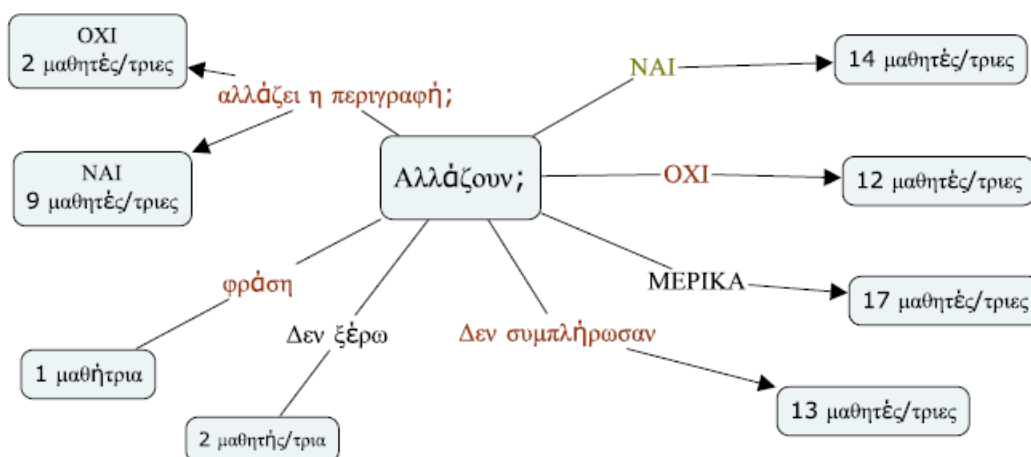 ΟΧΙ
2 μαθητές/τριες
αλλάζει η περιγραφή;
ΝΑΙ
9 μαθητές/τριες
Αλλάζουν;
ΝΑΙ
14 μαθητές/τριες
ΟΧΙ
12 μαθητές/τριες
ΜΕΡΙΚΑ
17 μαθητές/τριες
φράση
1 μαθήτρια
Δεν ξέρω
2 μαθητής/τρια
Δεν συμπλήρωσαν
13 μαθητές/τριες